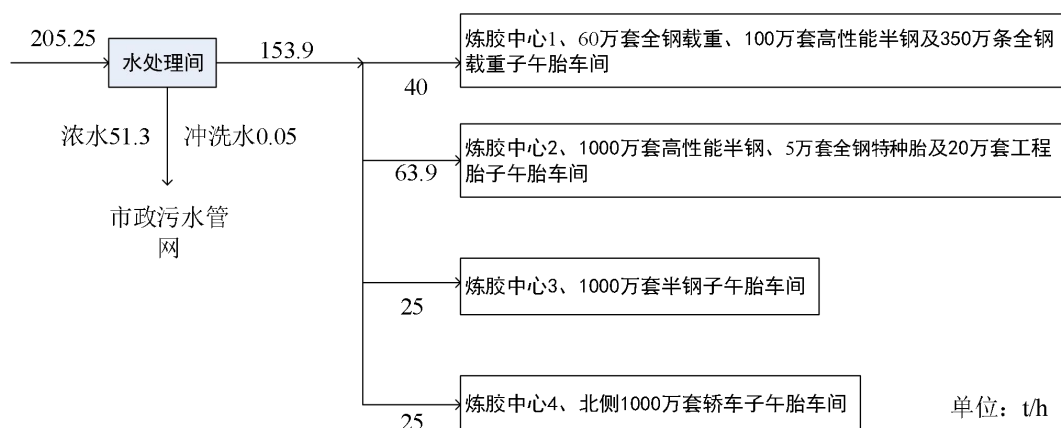 205.25
水处理间
153.9
浓水51.3
冲洗水0.05
市政污水管
网
炼胶中心1、60万套全钢载重、100万套高性能半钢及350万条全钢
载重子午胎车间
40
炼胶中心2、1000万套高性能半钢、5万套全钢特种胎及20万套工程
胎子午胎车间
63.9
炼胶中心3、1000万套半钢子午胎车间
25
炼胶中心4、北侧1000万套轿车子午胎车间
25
单位：t/h